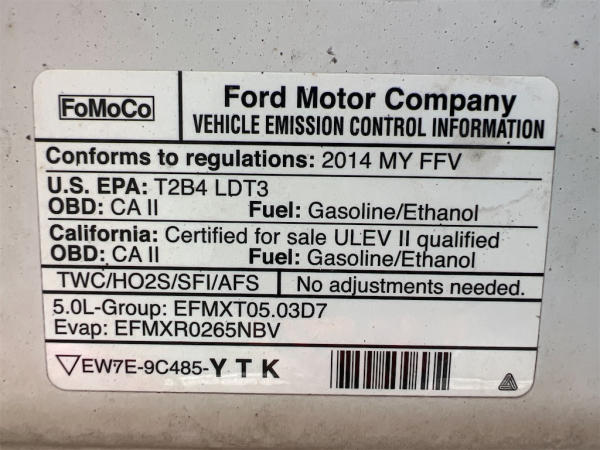 FoMoCo
Ford Motor Company
VEHICLE EMISSION CONTROL INFORMATION
Conforms to regulations: 2014 MY FFV
U.S. EPA: T2B4 LDT3
OBD: CA II Fuel: Gasoline/Ethanol
California: Certified for sale ULEV II qualified
OBD: CA II Fuel: Gasoline/Ethanol
TWC/HO2S/SFI/AFS No adjustments needed.
5.0L-Group: EFMXT05.03D7
Evap: EFMXR0265NBV
EW7E-9C485-Y T K